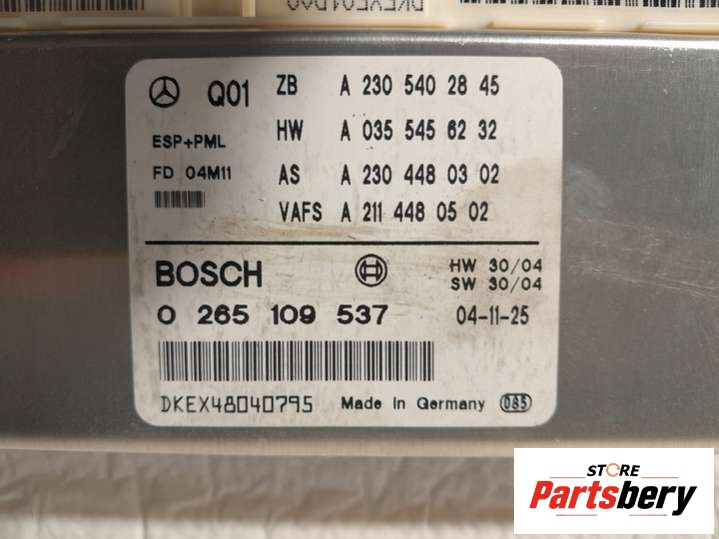 Q01 ZB A 230 540 28 45
ESP+PML HW A 035 545 62 32
FD 04M11 AS A 230 448 03 02
VAFS A 211 448 05 02
BOSCH HW 30/04
SW 30/04
0 265 109 537 04-11-25
DKEX48040795 Made In Germany 085
STORE
Partsbery